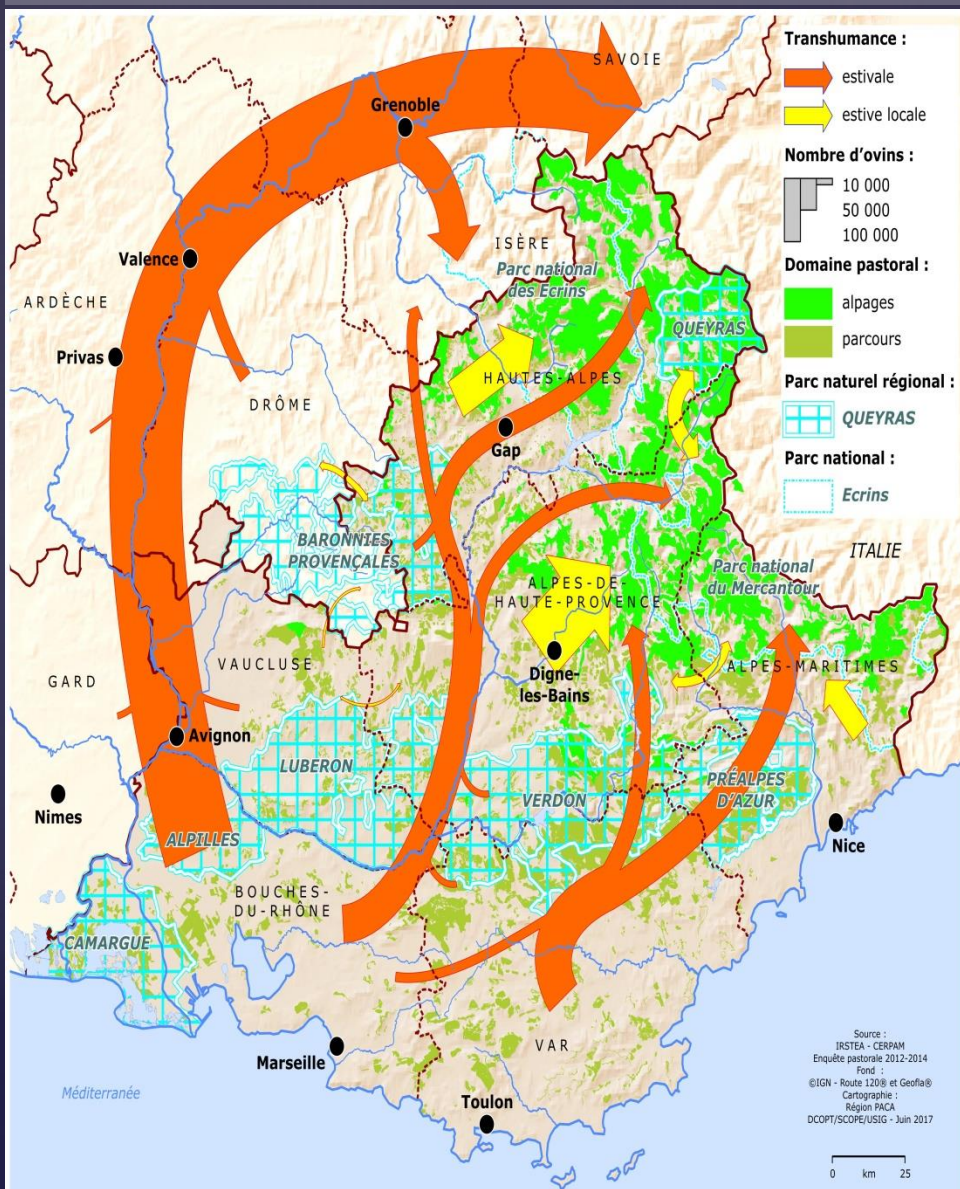 Transhumance :
estivale
estive locale
Nombre d'ovins :
10 000
50 000
100 000
Domaine pastoral :
alpages
parcours
Parc naturel régional :
QUEYRAS
Parc national :
Ecrins
SAVOIE
Grenoble
ISÈRE
Parc national
des Ecrins
Valence
ARDÈCHE
QUEYRAS
Privas
HAUTES-ALPES
DRÔME
Gap
BARONNIES
PROVENÇALES
ITALIE
Parc national
du Mercantour
ALPES-DE-
HAUTE-PROVENCE
VAUCLUSE
GARD
Digne-
les-Bains
ALPES-MARITIMES
Avignon
LUBERON
VERDON
PRÉALPES
D'AZUR
Nimes
ALPILLES
Nice
BOUCHES-
DU-RHÔNE
CAMARGUE
VAR
Marseille
Méditerranée
Toulon
Source :
IRSTEA - CERPAM
Enquête pastorale 2012-2014
Fond :
©IGN - Route 120® et Geofla®
Cartographie :
Région PACA
DCOPT/SCOPE/USIG - Juin 2017
0 km 25